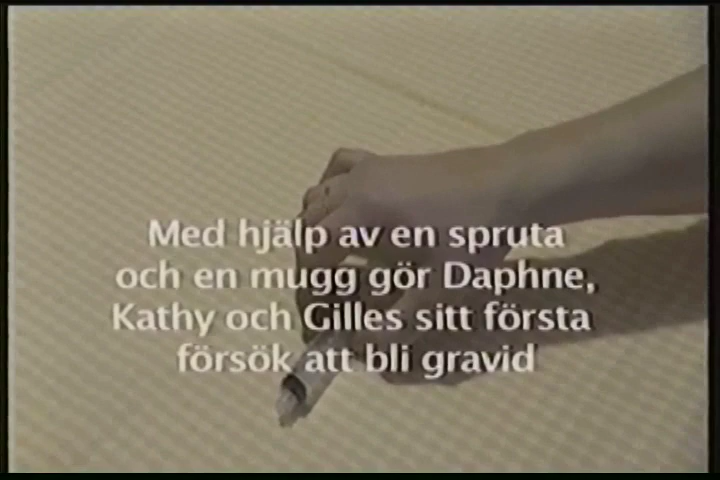 Med hjälp av en spruta
och en mugg gör Daphne,
Kathy och Gilles sitt första
försök att bli gravid